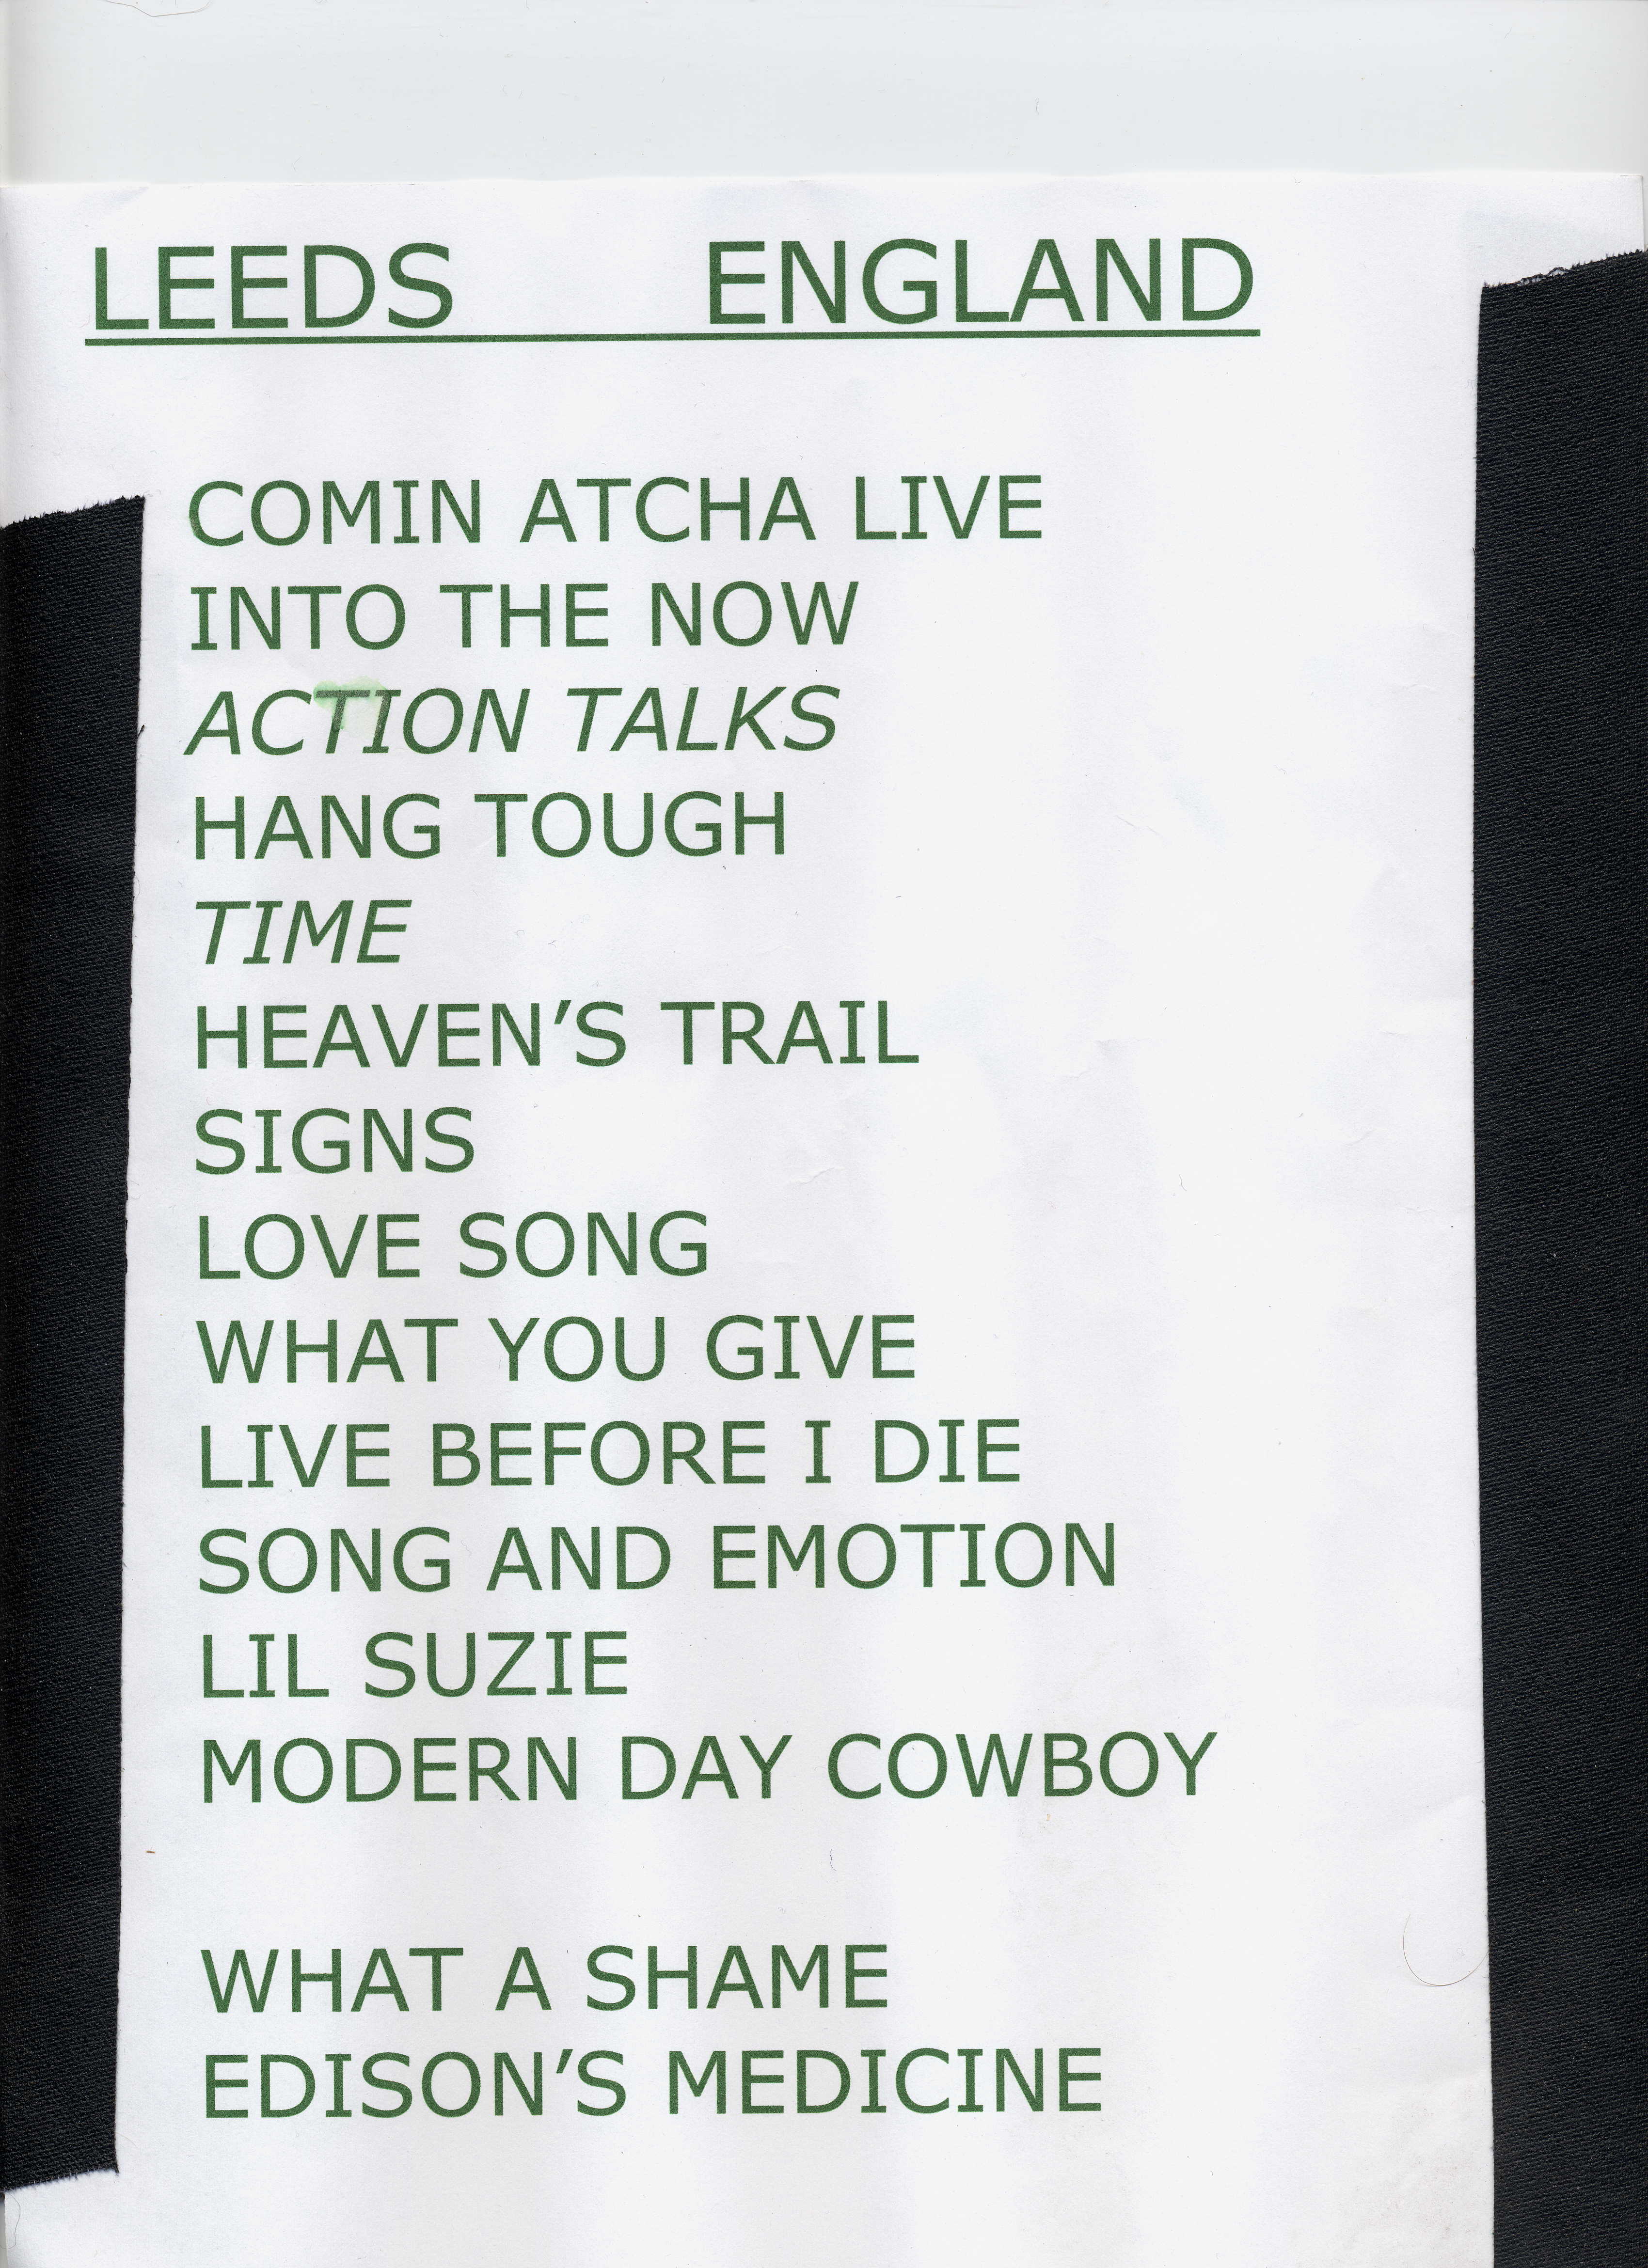 LEEDS ENGLAND
COMIN ATCHA LIVE
INTO THE NOW
ACTION TALKS
HANG TOUGH
TIME
HEAVEN’S TRAIL
SIGNS
LOVE SONG
WHAT YOU GIVE
LIVE BEFORE I DIE
SONG AND EMOTION
LIL SUZIE
MODERN DAY COWBOY
WHAT A SHAME
EDISON’S MEDICINE